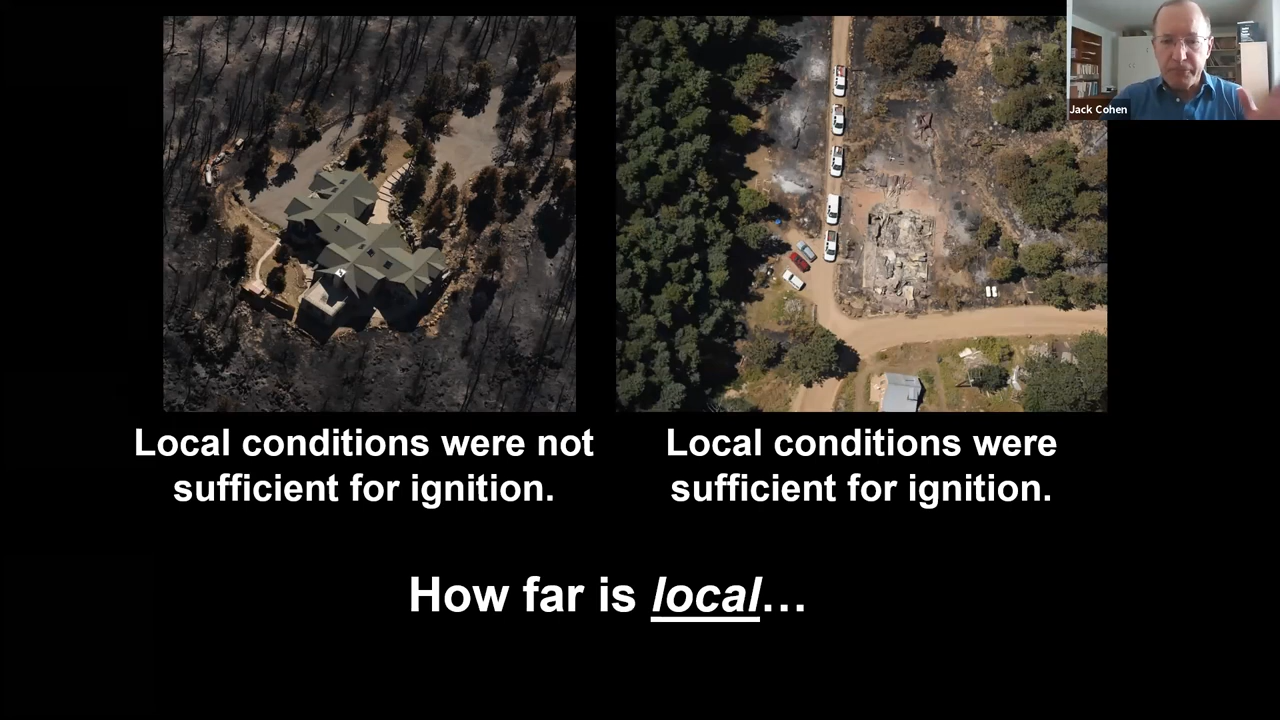 Jack Cohen
Local conditions were not
sufficient for ignition.
Local conditions were
sufficient for ignition.
How far is local…